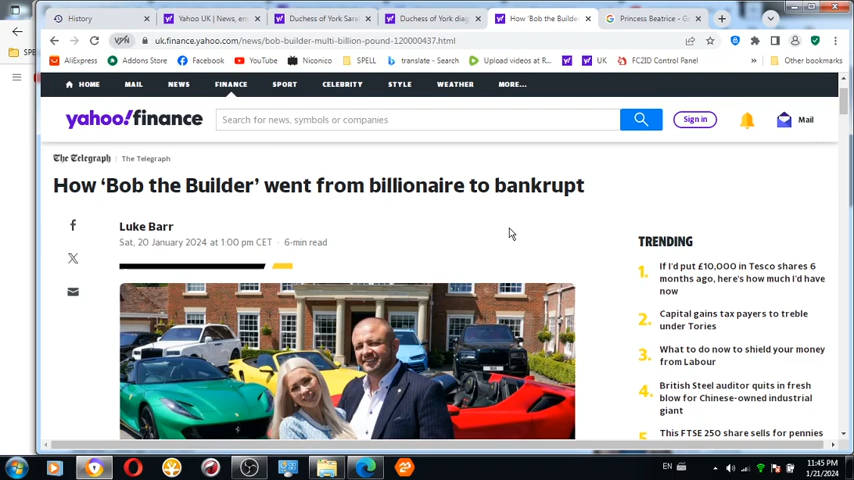 History
Yahoo UK | News, em
Duchess of York Sara
Duchess of York diag
How 'Bob the Builde
Princess Beatrice - G
VPN
uk.finance.yahoo.com/news/bob-builder-multi-billion-pound-120000437.html
AliExpress
Addons Store
Facebook
YouTube
Niconico
SPELL
translate - Search
Upload videos at R...
UK
FCZID Control Panel
Other bookmarks
SPE
HOME
MAIL
NEWS
FINANCE
SPORT
CELEBRITY
STYLE
WEATHER
MORE...
yahoo!finance
Search for news, symbols or companies
Sign in
Mail
The Telegraph | The Telegraph
How ‘Bob the Builder’ went from billionaire to bankrupt
Luke Barr
Sat, 20 January 2024 at 1:00 pm CET · 6-min read
TRENDING
1. If I'd put £10,000 in Tesco shares 6
months ago, here's how much I'd have
now
2. Capital gains tax payers to treble
under Tories
3. What to do now to shield your money
from Labour
4. British Steel auditor quits in fresh
blow for Chinese-owned industrial
giant
5. This FTSE 250 share sells for pennies
EN
11:45 PM
1/21/2024